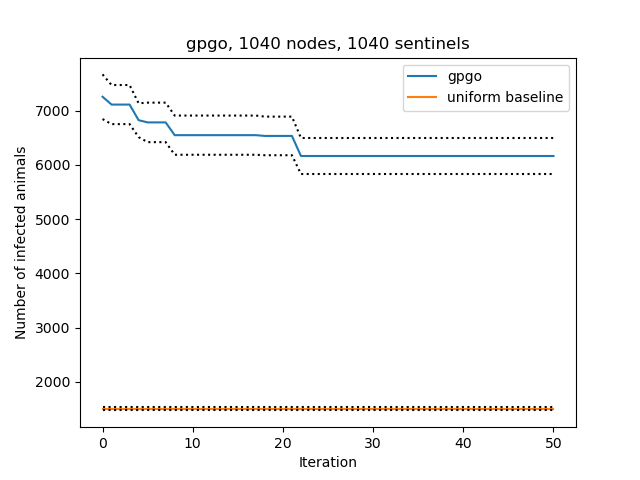 gpgo, 1040 nodes, 1040 sentinels
gpgo
uniform baseline
Number of infected animals
7000
6000
5000
4000
3000
2000
0 10 20 30 40 50
Iteration